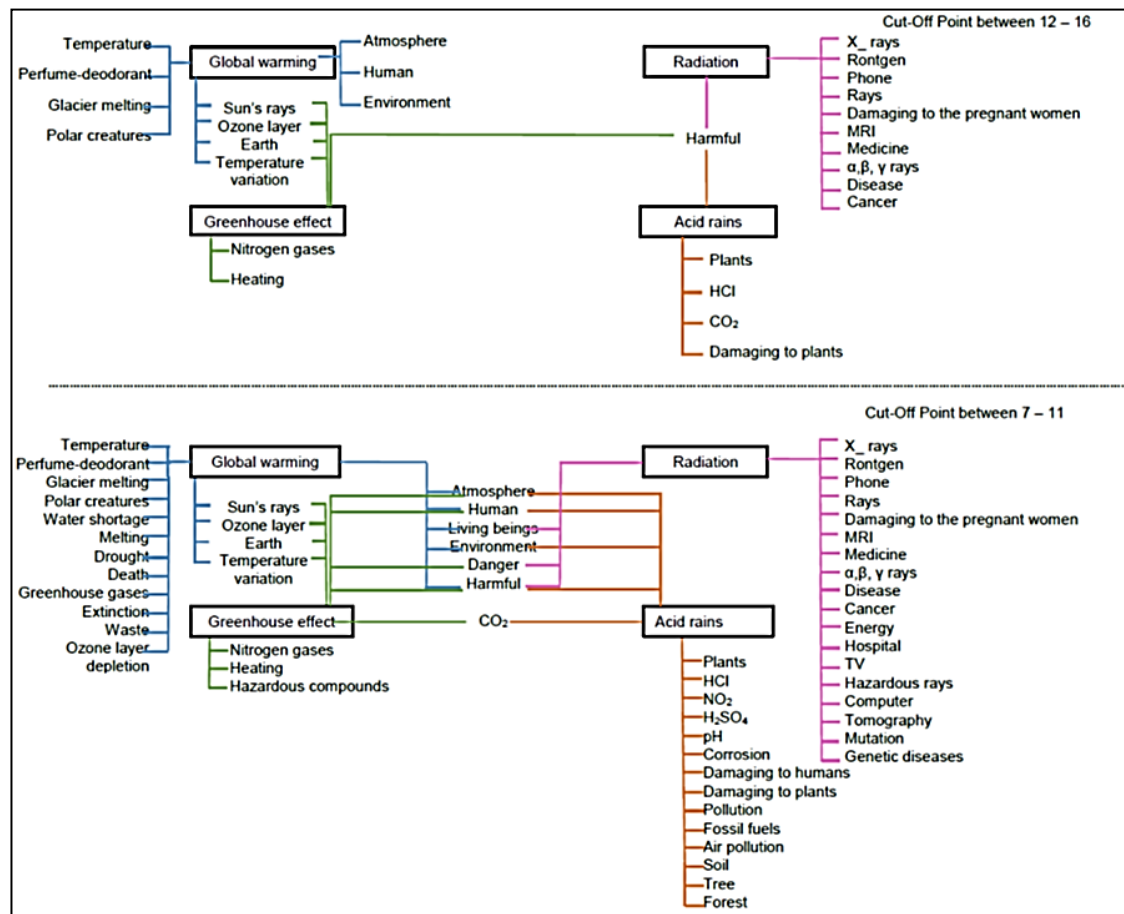 Cut-Off Point between 12 – 16
Temperature
Perfume-deodorant
Glacier melting
Polar creatures
Global warming
Atmosphere
Human
Environment
Sun's rays
Ozone layer
Earth
Temperature
variation
Greenhouse effect
Nitrogen gases
Heating
Harmful
Radiation
X_ rays
Rontgen
Phone
Rays
Damaging to the pregnant women
MRI
Medicine
α,β, γ rays
Disease
Cancer
Acid rains
Plants
HCl
CO₂
Damaging to plants
Cut-Off Point between 7 – 11
Temperature
Perfume-deodorant
Glacier melting
Polar creatures
Water shortage
Melting
Drought
Death
Greenhouse gases
Extinction
Waste
Ozone layer
depletion
Global warming
Sun's rays
Ozone layer
Earth
Temperature
variation
Greenhouse effect
Nitrogen gases
Heating
Hazardous compounds
Atmosphere
Human
Living beings
Environment
Danger
Harmful
CO₂
Radiation
X_ rays
Rontgen
Phone
Rays
Damaging to the pregnant women
MRI
Medicine
α,β, γ rays
Disease
Cancer
Energy
Hospital
TV
Hazardous rays
Computer
Tomography
Mutation
Genetic diseases
Acid rains
Plants
HCl
NO₂
H₂SO₄
pH
Corrosion
Damaging to humans
Damaging to plants
Pollution
Fossil fuels
Air pollution
Soil
Tree
Forest